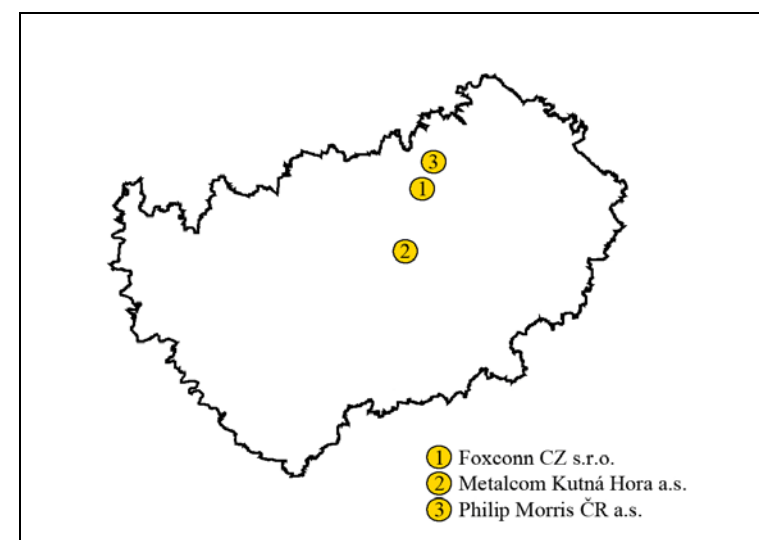 3
1
2
1 Foxconn CZ s.r.o.
2 Metalcom Kutná Hora a.s.
3 Philip Morris ČR a.s.